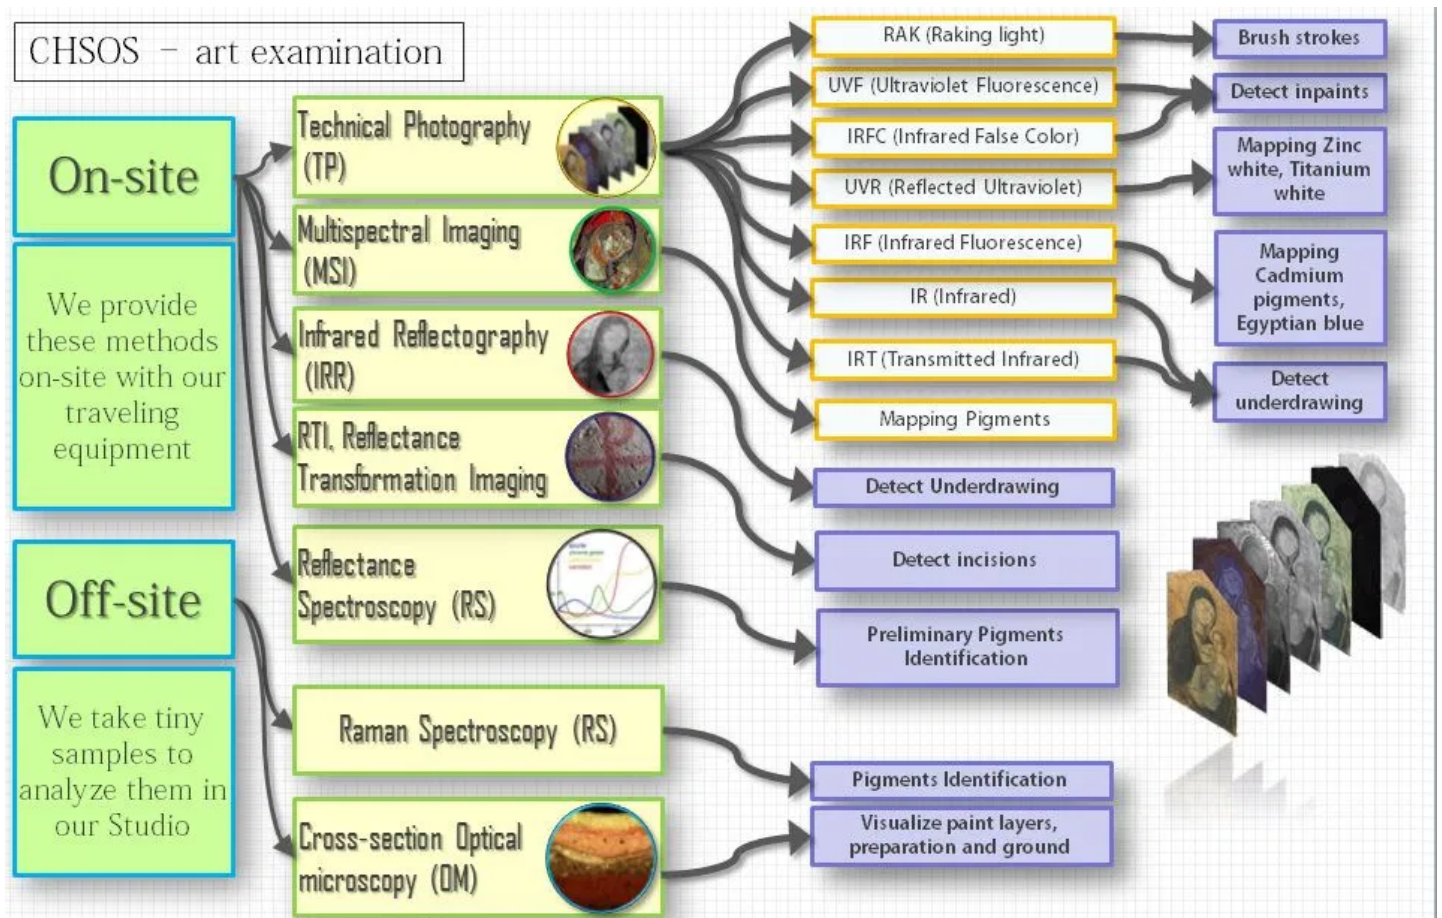 CHSOS – art examination
On-site
We provide
these methods
on-site with our
traveling
equipment
Off-site
We take tiny
samples to
analyze them in
our Studio
Technical Photography
(TP)
Multispectral Imaging
(MSI)
Infrared Reflectography
(IRR)
RTI, Reflectance
Transformation Imaging
Reflectance
Spectroscopy (RS)
Raman Spectroscopy (RS)
Cross-section Optical
microscopy (OM)
RAK (Raking light)
UVF (Ultraviolet Fluorescence)
IRFC (Infrared False Color)
UVR (Reflected Ultraviolet)
IRF (Infrared Fluorescence)
IR (Infrared)
IRT (Transmitted Infrared)
Mapping Pigments
Detect Underdrawing
Detect incisions
Preliminary Pigments
Identification
Pigments Identification
Visualize paint layers,
preparation and ground
Brush strokes
Detect inpaints
Mapping Zinc
white, Titanium
white
Mapping
Cadmium
pigments,
Egyptian blue
Detect
underdrawing